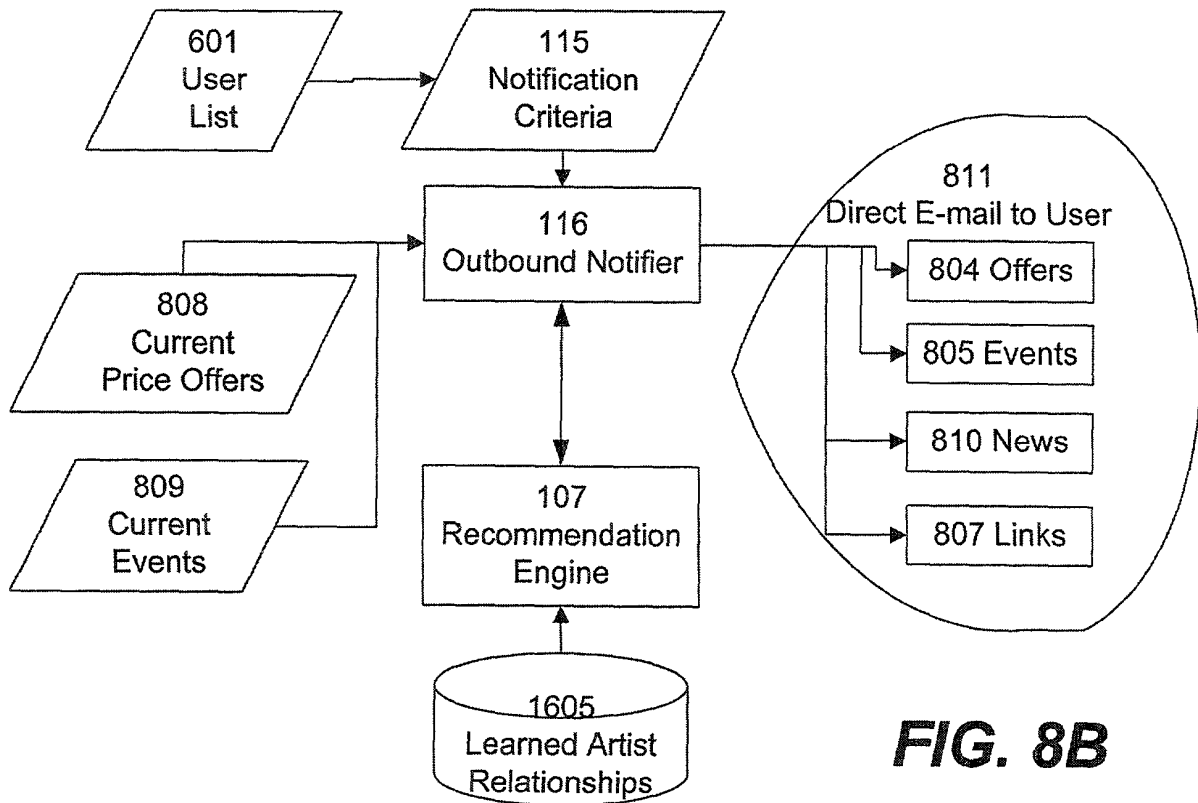 601
User
List
115
Notification
Criteria
116
Outbound Notifier
808
Current
Price Offers
809
Current
Events
107
Recommendation
Engine
1605
Learned Artist
Relationships
811
Direct E-mail to User
804 Offers
805 Events
810 News
807 Links
FIG. 8B